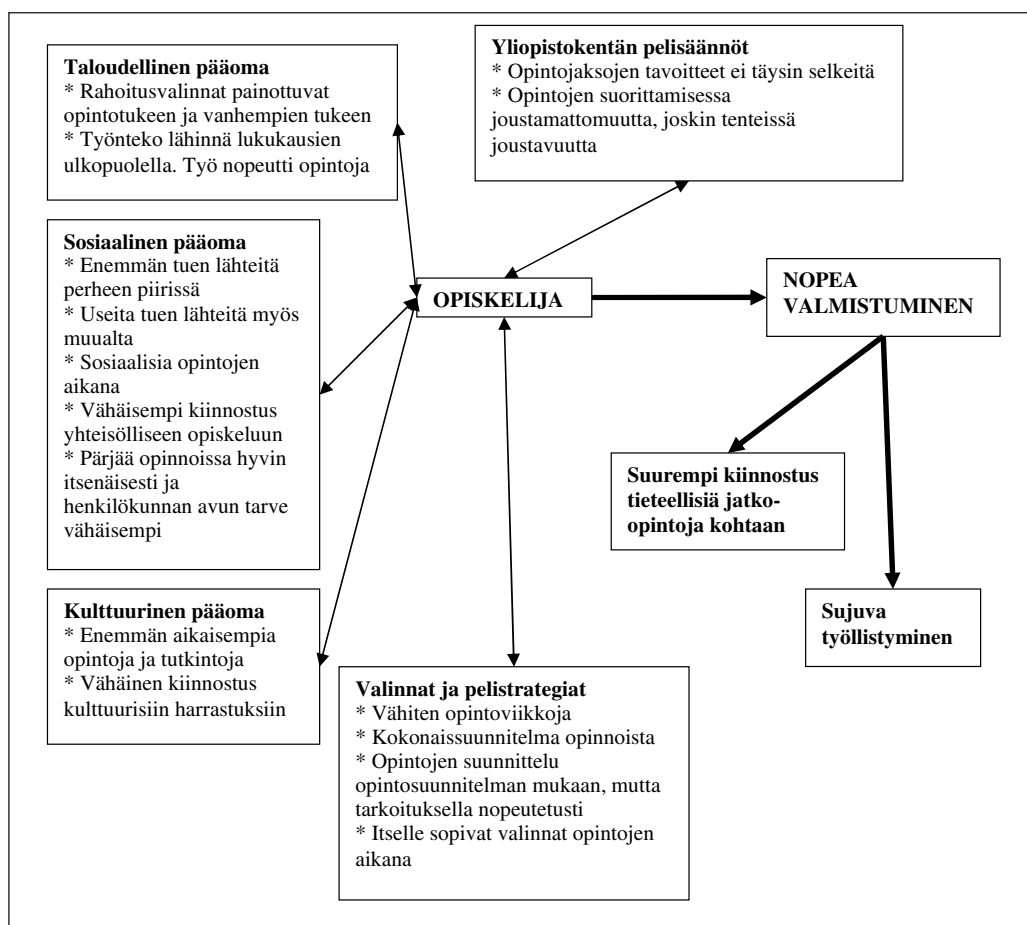 Taloudellinen pääoma
* Rahoitusvalinnat painottuvat
opintotukeen ja vanhempien tukeen
* Työnteko lähinnä lukukausien
ulkopuolella. Työ nopeutti opintoja
Yliopistokentän pelisäännöt
* Opintojaksojen tavoitteet ei täysin selkeitä
* Opintojen suorittamisessa
joustamattomuutta, joskin tenteissä
joustavuutta
Sosiaalinen pääoma
* Enemmän tuen lähteitä
perheen piirissä
* Useita tuen lähteitä myös
muualta
* Sosiaalisia opintojen
aikana
* Vähäisempi kiinnostus
yhteisölliseen opiskeluun
* Pärjää opinnoissa hyvin
itsenäisesti ja
henkilökunnan avun tarve
vähäisempi
OPISKELIJA
NOPEA
VALMISTUMINEN
Suurempi kiinnostus
tieteellisiä jatko-
opintoja kohtaan
Sujuva
työllistyminen
Kulttuurinen pääoma
* Enemmän aikaisempia
opintoja ja tutkintoja
* Vähäinen kiinnostus
kulttuurisiin harrastuksiin
Valinnat ja pelistrategiat
* Vähiten opintoviikkoja
* Kokonaissuunnitelma opinnoista
* Opintojen suunnittelu
opintosuunnitelman mukaan, mutta
tarkoituksella nopeutetusti
* Itselle sopivat valinnat opintojen
aikana